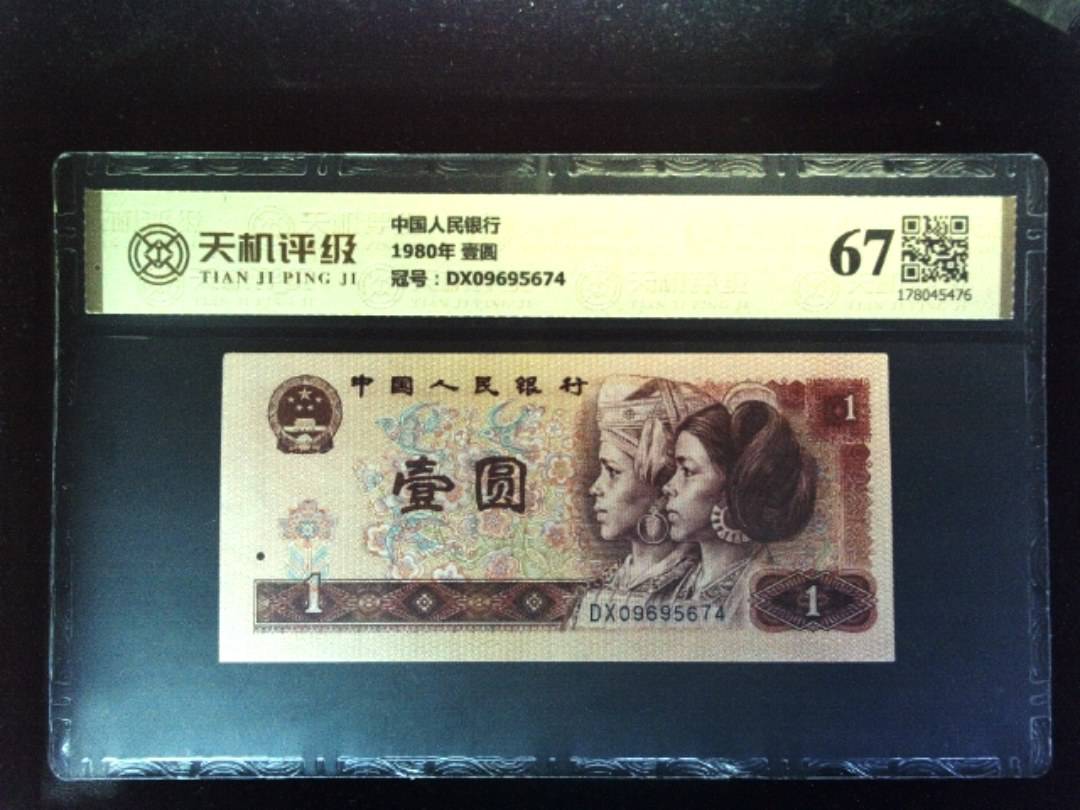 天机评级
TIAN JI PING JI
中国人民银行
1980年 壹圆
冠号：DX09695674
67
178045476
中国人民银行
1
壹圆
1
DX09695674
1